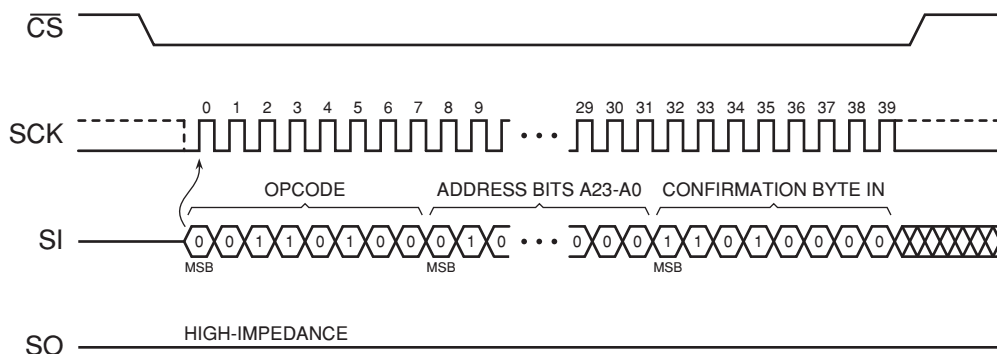 CS
0 1 2 3 4 5 6 7 8 9 29 30 31 32 33 34 35 36 37 38 39
SCK
OPCODE ADDRESS BITS A23-A0 CONFIRMATION BYTE IN
SI 0 0 1 1 0 1 0 0 0 1 0 0 0 0 1 1 0 1 0 0 0 0
MSB MSB MSB
HIGH-IMPEDANCE
SO